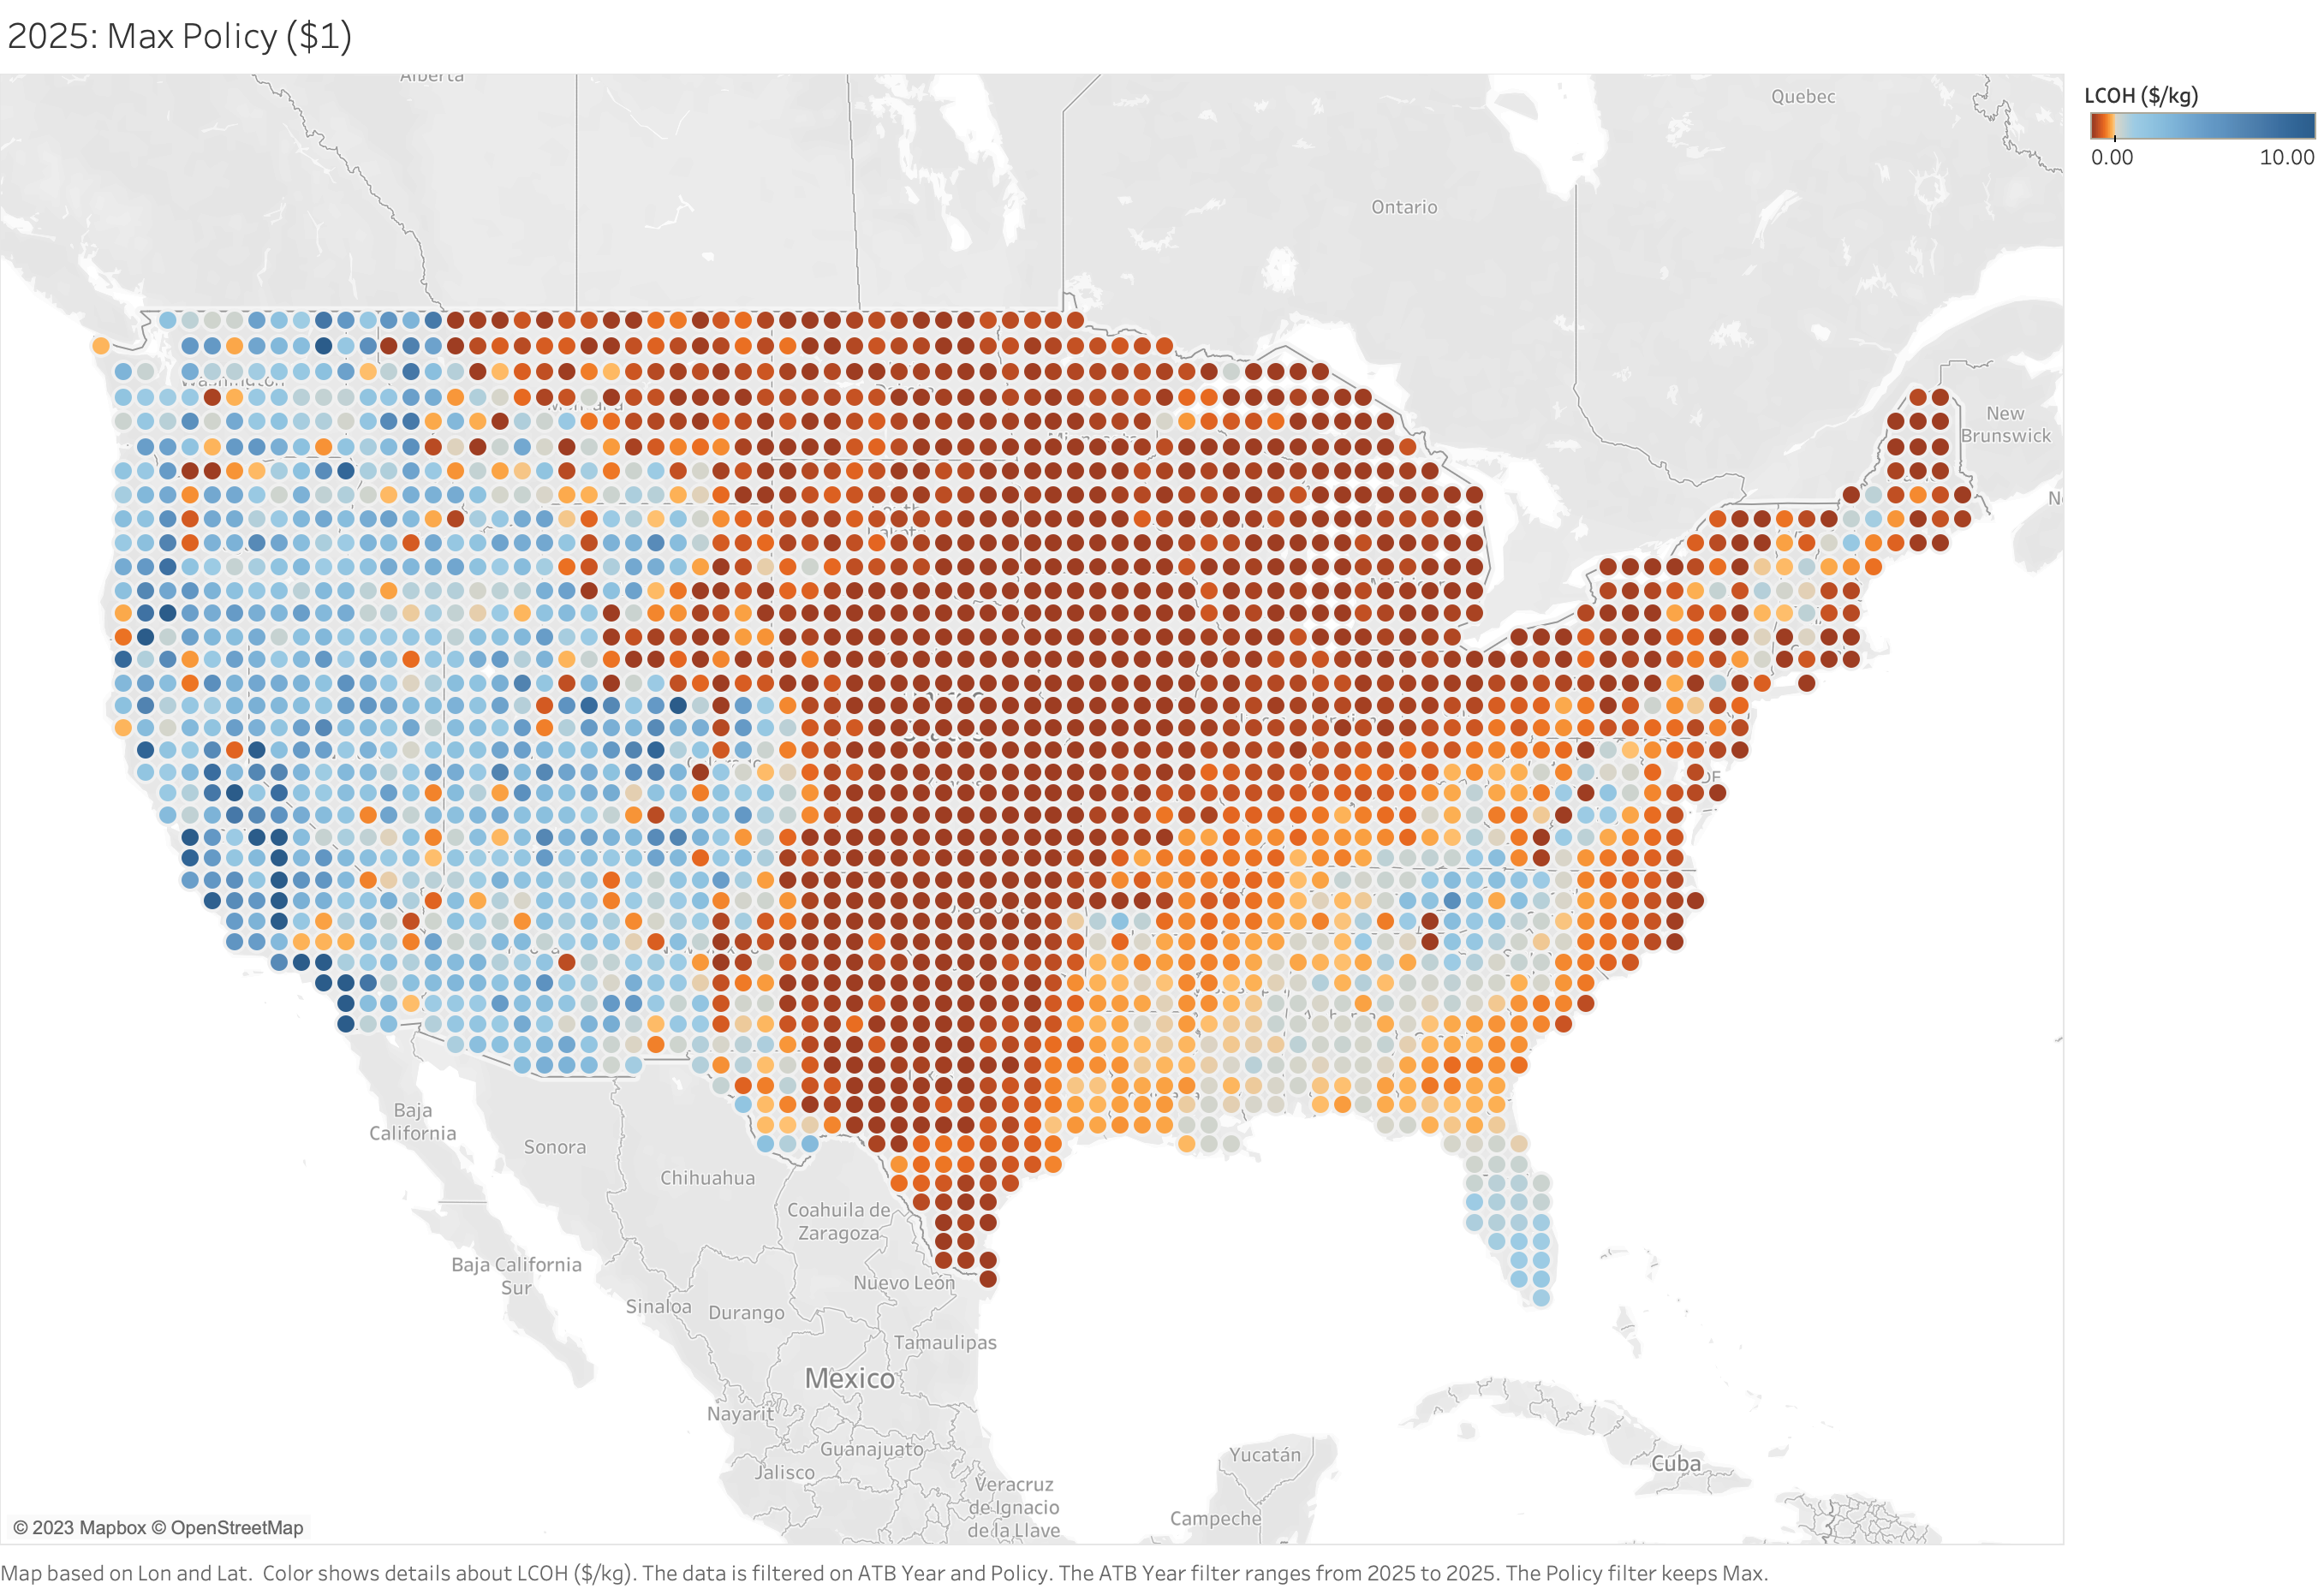 2025: Max Policy ($1)
Alberta
Quebec
LCOH ($/kg)
0.00
10.00
Ontario
Washington
New
Brunswick
Montana
DE
Baja
California
Sonora
Chihuahua
Coahuila de
Zaragoza
Baja California
Sur
Nuevo León
Sinaloa
Durango
Tamaulipas
Mexico
Nayarit
Guanajuato
Jalisco
Yucatán
Cuba
Veracruz
de Ignacio
de la Llave
Campeche
© 2023 Mapbox © OpenStreetMap
Map based on Lon and Lat. Color shows details about LCOH ($/kg). The data is filtered on ATB Year and Policy. The ATB Year filter ranges from 2025 to 2025. The Policy filter keeps Max.